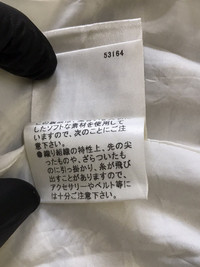 53164
したソフトな素材を使用して
いますので、次のことにご注
意下さい。
織り組織の特性上、先の尖
ったものや、ざらついたもの
に引っ掛かり、糸が飛び
出すことがありますので、
アクセサリーやベルト等に
は十分ご注意下さい。